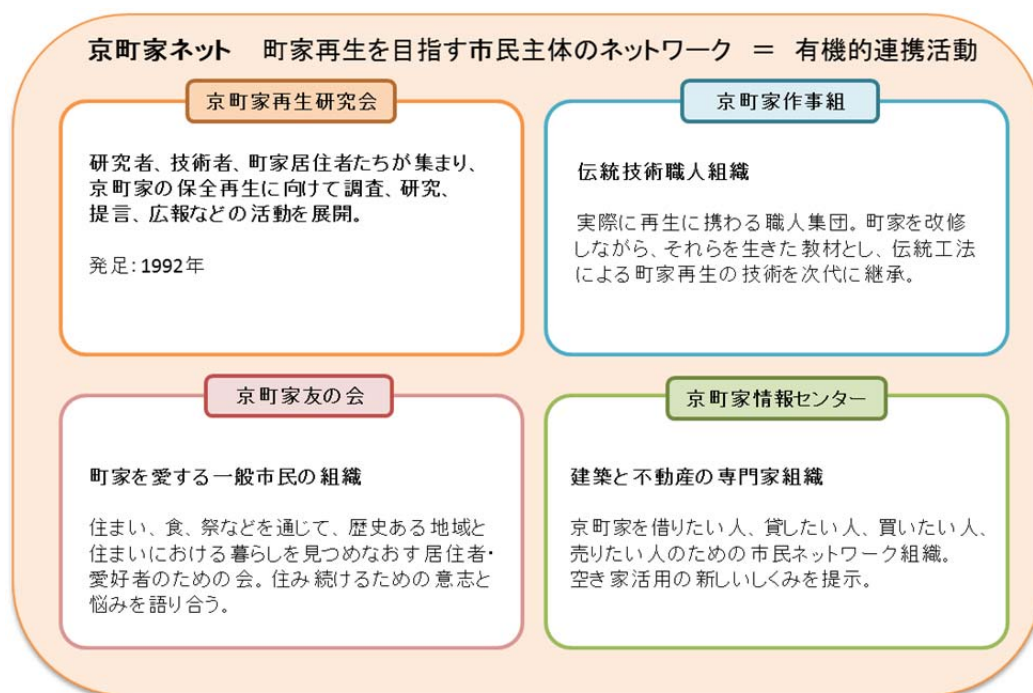 京町家ネット 町家再生を目指す市民主体のネットワーク = 有機的連携活動
京町家再生研究会
研究者、技術者、町家居住者たちが集まり、
京町家の保全再生に向けて調査、研究、
提言、広報などの活動を展開。
発足：1992年
京町家作事組
伝統技術職人組織
実際に再生に携わる職人集団。町家を改修
しながら、それらを生きた教材とし、伝統工法
による町家再生の技術を次代に継承。
京町家友の会
町家を愛する一般市民の組織
住まい、食、祭などを通じて、歴史ある地域と
住まいにおける暮らしを見つめなおす居住者・
愛好者のための会。住み続けるための意志と
悩みを語り合う。
京町家情報センター
建築と不動産の専門家組織
京町家を借りたい人、貸したい人、買いたい人、
売りたい人のための市民ネットワーク組織。
空き家活用の新しいしくみを提示。